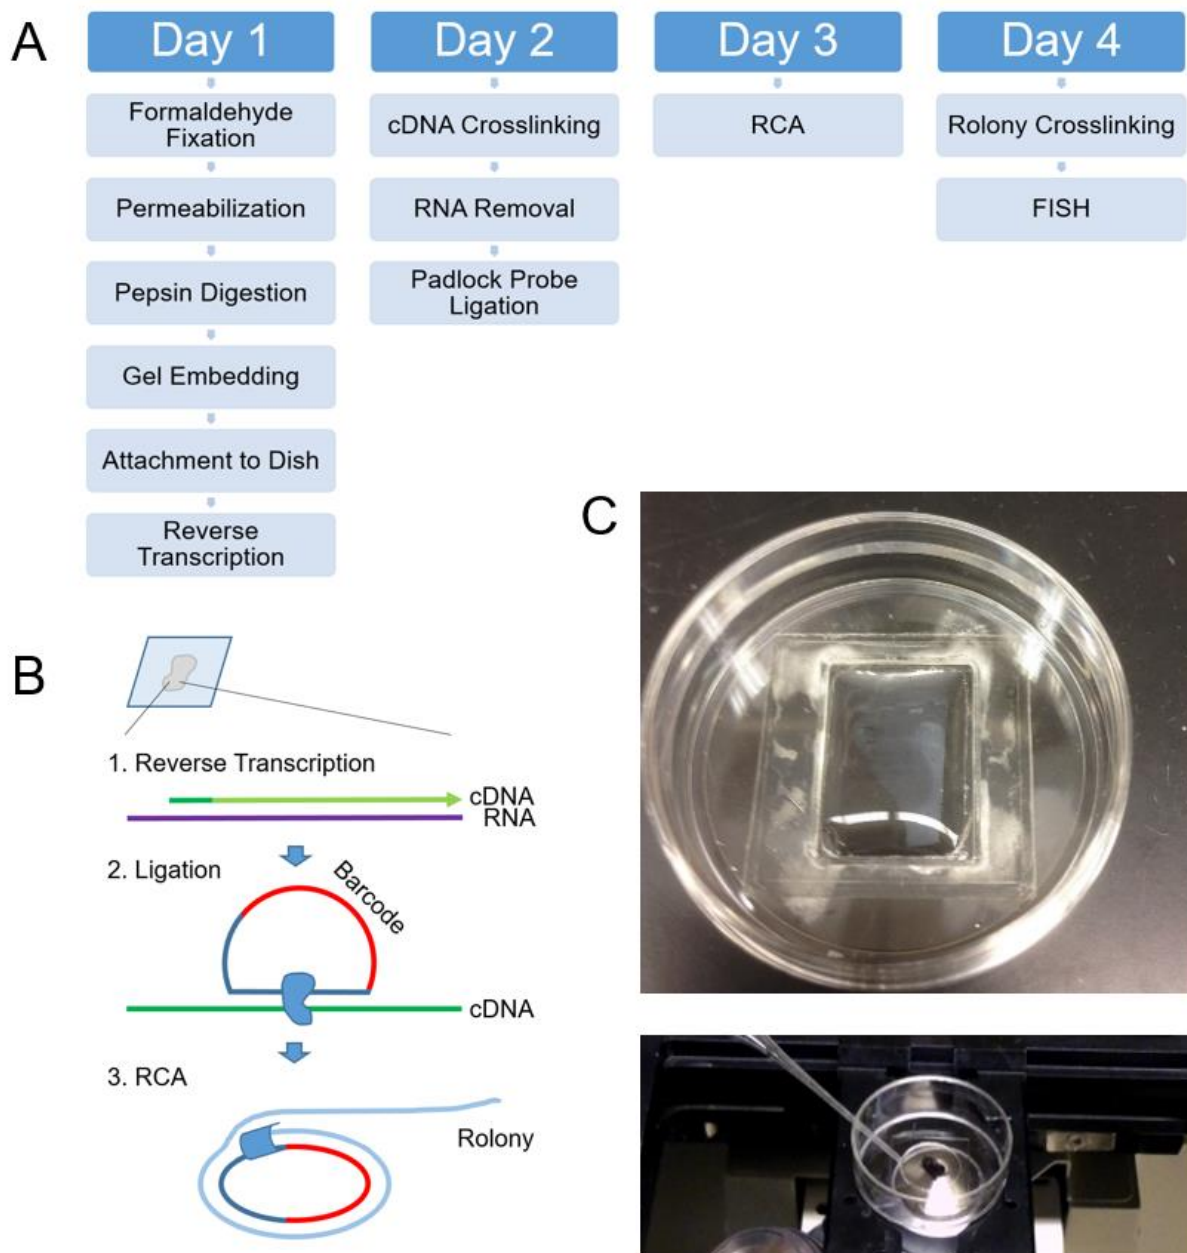 A
Day 1
Formaldehyde
Fixation
Permeabilization
Pepsin Digestion
Gel Embedding
Attachment to Dish
Reverse
Transcription
Day 2
cDNA Crosslinking
RNA Removal
Padlock Probe
Ligation
Day 3
RCA
Day 4
Rolony Crosslinking
FISH
B
1. Reverse Transcription
cDNA
RNA
2. Ligation
Barcode
cDNA
3. RCA
Rolony
C